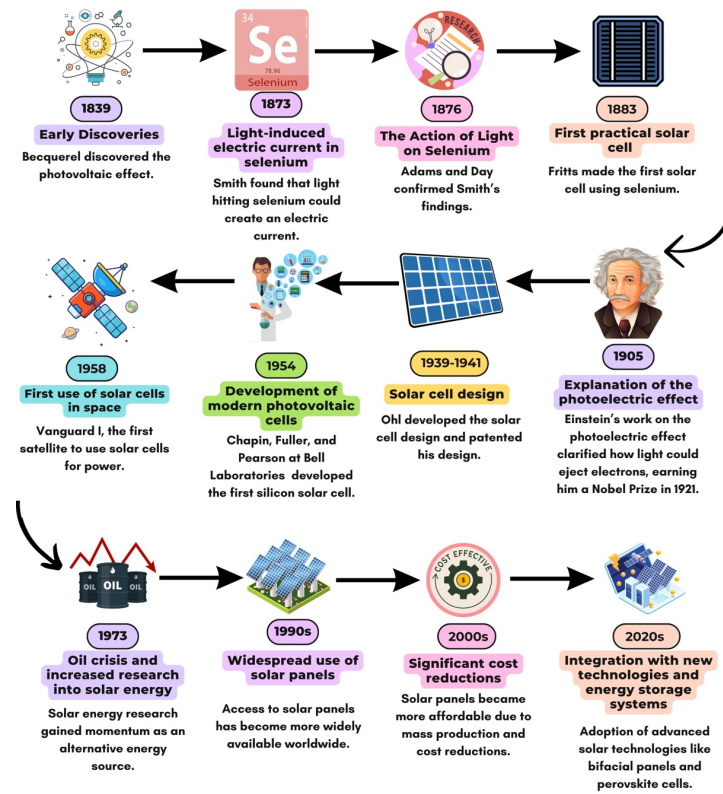 34
Se
78.96
Selenium
RESEARCH
1839
Early Discoveries
Becquerel discovered the
photovoltaic effect.
1873
Light-induced
electric current in
selenium
Smith found that light
hitting selenium could
create an electric
current.
1876
The Action of Light
on Selenium
Adams and Day
confirmed Smith's
findings.
1883
First practical solar
cell
Fritts made the first solar
cell using selenium.
1905
Explanation of the
photoelectric effect
Einstein's work on the
photoelectric effect
clarified how light could
eject electrons, earning
him a Nobel Prize in 1921.
1939-1941
Solar cell design
Ohl developed the solar
cell design and patented
his design.
1954
Development of
modern photovoltaic
cells
Chapin, Fuller, and
Pearson at Bell
Laboratories developed
the first silicon solar cell.
1958
First use of solar cells
in space
Vanguard I, the first
satellite to use solar cells
for power.
OIL
OIL
OIL
1973
Oil crisis and
increased research
into solar energy
Solar energy research
gained momentum as an
alternative energy
source.
1990s
Widespread use of
solar panels
Access to solar panels
has become more widely
available worldwide.
COST EFFECTIVE
$
2000s
Significant cost
reductions
Solar panels became
more affordable due to
mass production and
cost reductions.
2020s
Integration with new
technologies and
energy storage
systems
Adoption of advanced
solar technologies like
bifacial panels and
perovskite cells.